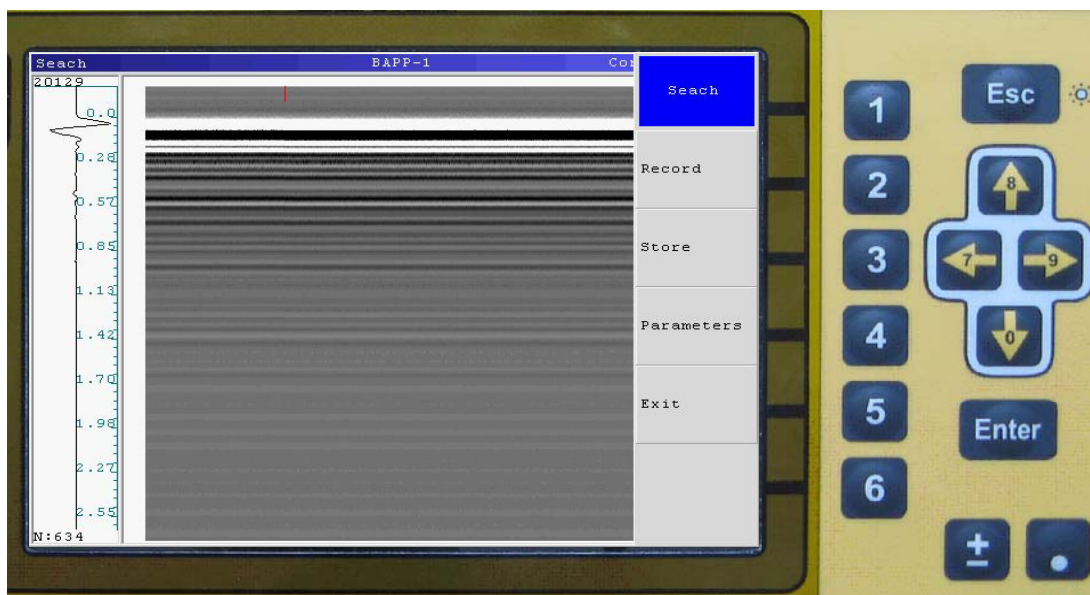 Seach BAPP-1
20129
0.0
0.28
0.57
0.85
1.13
1.42
1.70
1.98
2.27
2.55
N:634
Seach
Record
Store
Parameters
Exit
Esc
1
2
3
4
5
6
8
7
9
0
Enter
±
.